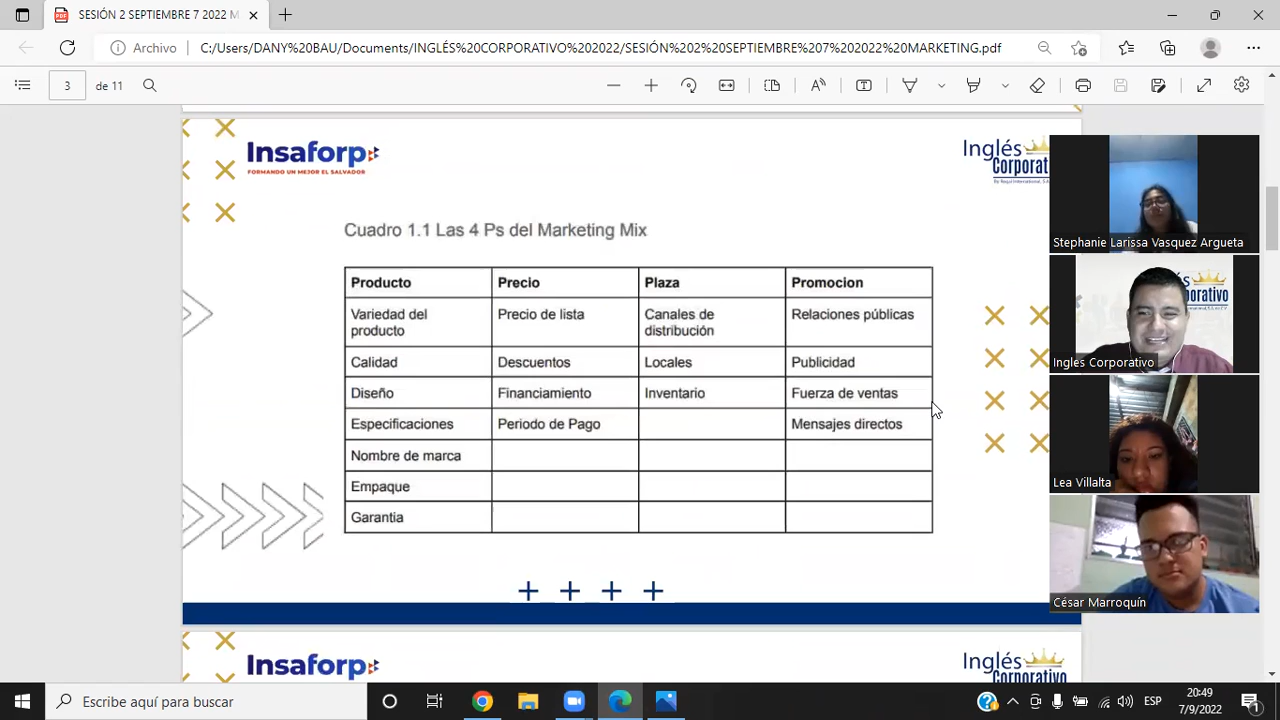 SESIÓN 2 SEPTIEMBRE 7 2022 M
Archivo
C:/Users/DANY%20BAU/Documents/INGLÉS%20CORPORATIVO%202022/SESIÓN%202%20SEPTIEMBRE%207%202022%20MARKETING.pdf
3 de 11
Insaforp
FORMANDO UN MEJOR EL SALVADOR
Inglés
Corporativo
Cuadro 1.1 Las 4 Ps del Marketing Mix
Producto Precio Plaza Promocion
Variedad del producto Precio de lista Canales de distribución Relaciones públicas
Calidad Descuentos Locales Publicidad
Diseño Financiamiento Inventario Fuerza de ventas
Especificaciones Periodo de Pago Mensajes directos
Nombre de marca
Empaque
Garantia
Stephanie Larissa Vasquez Argueta
Ingles Corporativo
Lea Villalta
César Marroquín
Insaforp
Inglés
Corporativo
Escribe aquí para buscar
ESP
20:49
7/9/2022
1